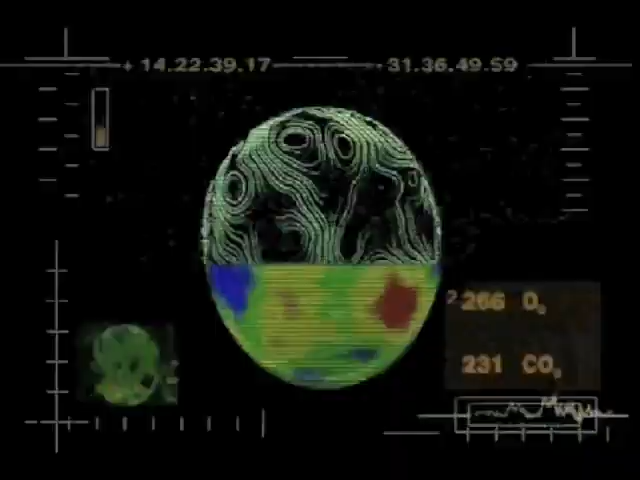 + 14.22.39.17 - 31.36.49.59
266 O₂
231 CO₂